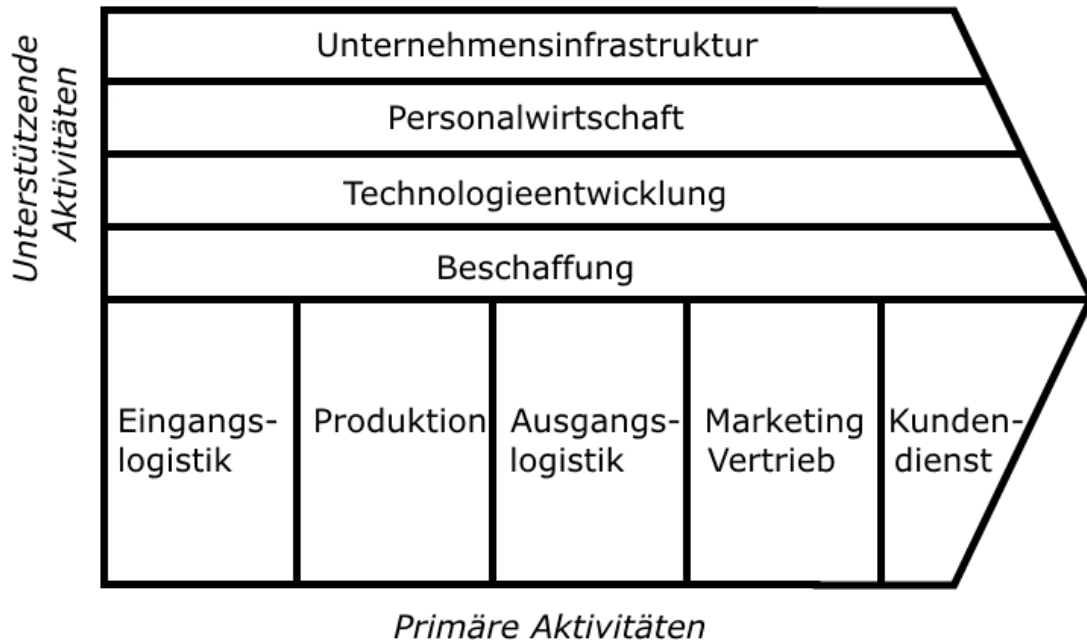 Unterstützende
Aktivitäten
Unternehmensinfrastruktur
Personalwirtschaft
Technologieentwicklung
Beschaffung
Eingangs-
logistik
Produktion
Ausgangs-
logistik
Marketing
Vertrieb
Kunden-
dienst
Primäre Aktivitäten